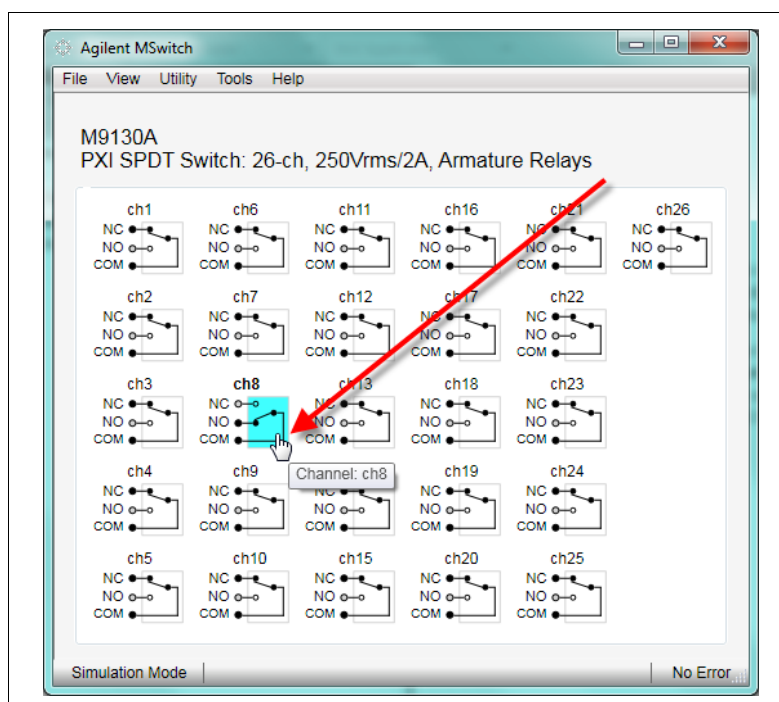 Agilent MSwitch
File View Utility Tools Help
M9130A
PXI SPDT Switch: 26-ch, 250Vrms/2A, Armature Relays
ch1 ch6 ch11 ch16 ch21 ch26
NC NC NC NC NC NC
NO NO NO NO NO NO
COM COM COM COM COM COM
ch2 ch7 ch12 ch17 ch22
NC NC NC NC NC
NO NO NO NO NO
COM COM COM COM COM
ch3 ch8 ch13 ch18 ch23
NC NC NC NC NC
NO NO NO NO NO
COM COM COM COM COM
Channel: ch8
ch4 ch9 ch19 ch24
NC NC NC NC NC
NO NO NO NO NO
COM COM COM COM COM
ch5 ch10 ch15 ch20 ch25
NC NC NC NC NC
NO NO NO NO NO
COM COM COM COM COM
Simulation Mode No Error